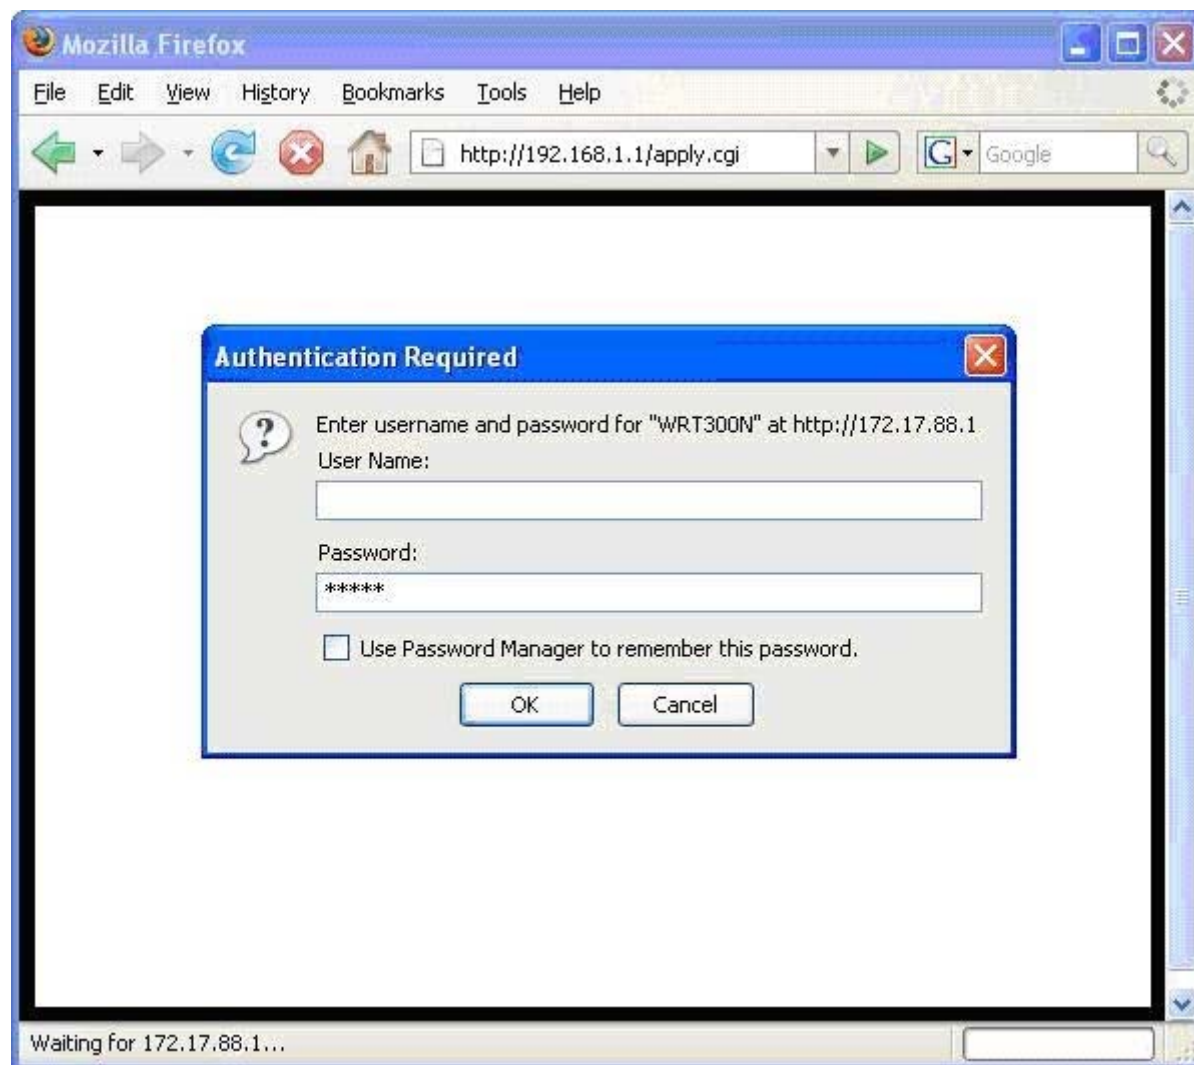 Mozilla Firefox
File Edit View History Bookmarks Tools Help
http://192.168.1.1/apply.cgi G Google
Authentication Required
? Enter username and password for "WRT300N" at http://172.17.88.1
User Name:
Password:
*****
Use Password Manager to remember this password.
OK Cancel
Waiting for 172.17.88.1...